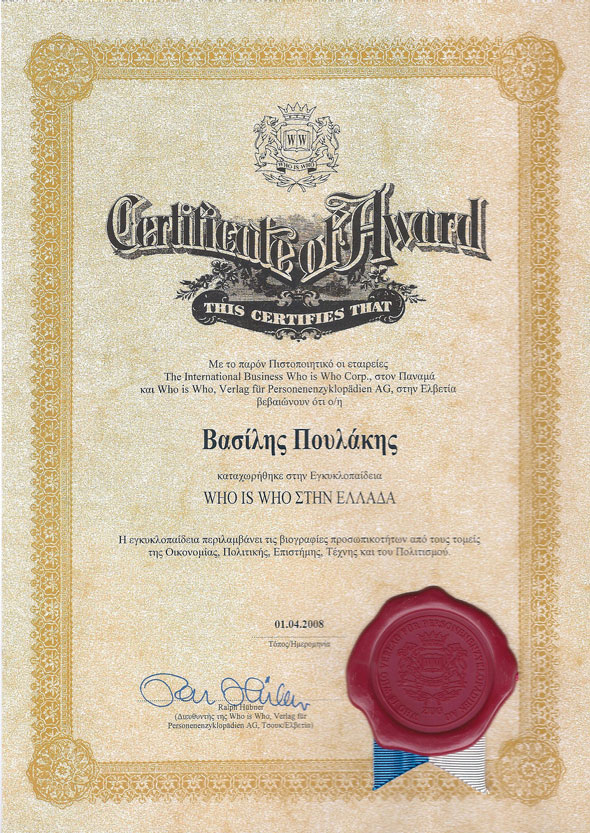 W W
WHO IS WHO
Certificate of Award
THIS CERTIFIES THAT
Με το παρόν Πιστοποιητικό οι εταιρείες
The International Business Who is Who Corp., στον Παναμά
και Who is Who, Verlag für Personenenzyklopädien AG, στην Ελβετία
βεβαιώνουν ότι ο/η
Βασίλης Πουλάκης
καταχωρήθηκε στην Εγκυκλοπαίδεια
WHO IS WHO ΣΤΗΝ ΕΛΛΑΔΑ
Η εγκυκλοπαίδεια περιλαμβάνει τις βιογραφίες προσωπικοτήτων από τους τομείς
της Οικονομίας, Πολιτικής, Επιστήμης, Τέχνης και του Πολιτισμού.
01.04.2008
Τόπος/Ημερομηνία
Ralph Hübner
(Διευθυντής της Who is Who, Verlag für
Personenenzyklopädien AG, Τσουκ/Ελβετία)